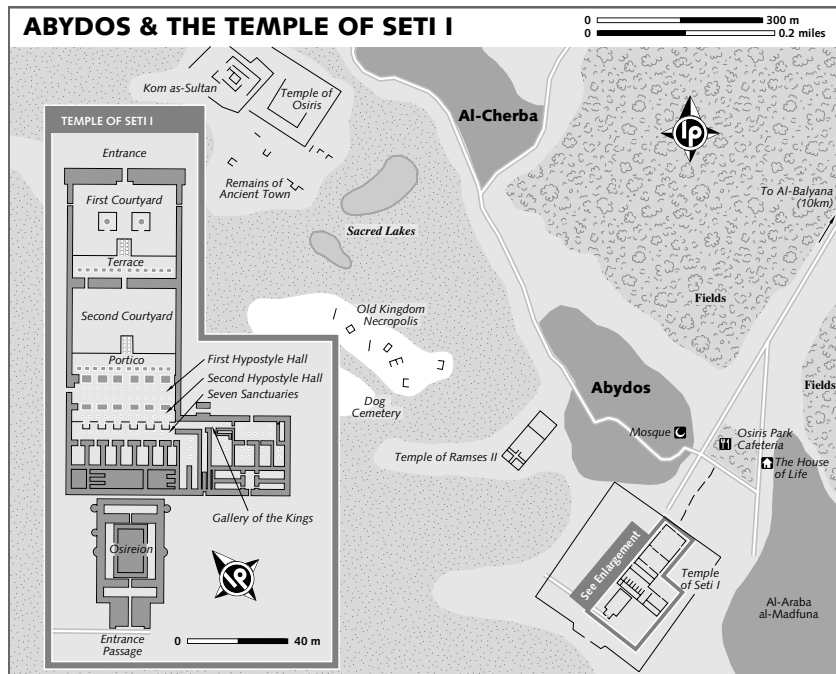 ABYDOS & THE TEMPLE OF SETI I
0 300 m
0 0.2 miles
Kom as-Sultan
Temple of
Osiris
Al-Cherba
lp
To Al-Balyana
(10km)
Remains of
Ancient Town
Sacred Lakes
Fields
Old Kingdom
Necropolis
Dog
Cemetery
Abydos
Fields
Mosque
Osiris Park
Cafeteria
The House
of Life
Temple of Ramses II
See Enlargement
Temple
of Seti I
Al-Araba
al-Madfuna
TEMPLE OF SETI I
Entrance
First Courtyard
Terrace
Second Courtyard
Portico
First Hypostyle Hall
Second Hypostyle Hall
Seven Sanctuaries
Gallery of the Kings
Osireion
lp
Entrance
Passage
0 40 m